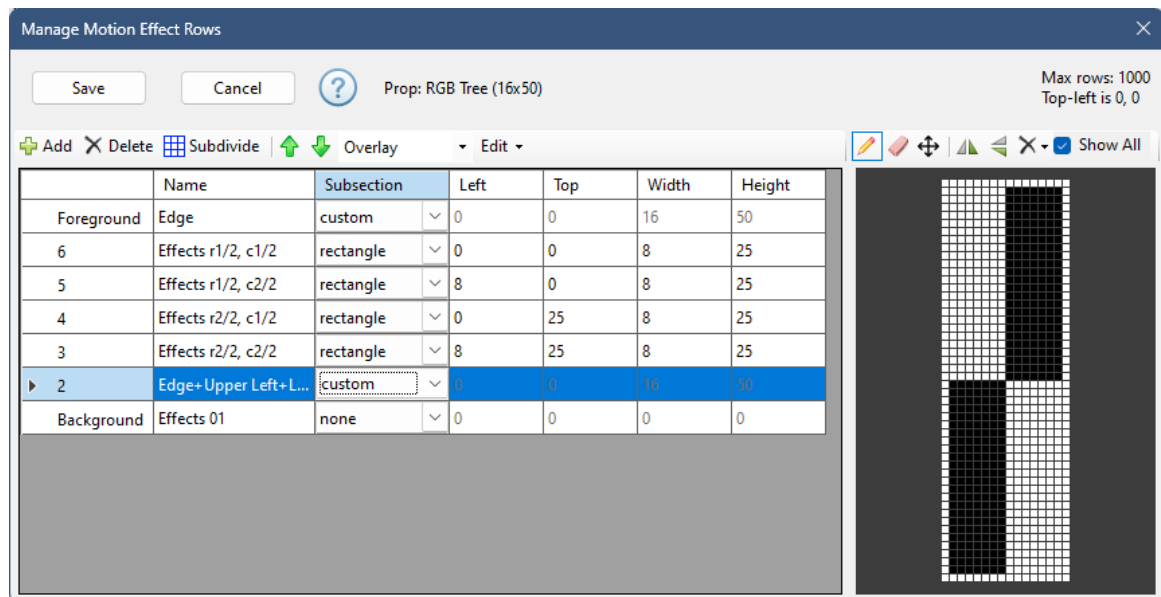 Manage Motion Effect Rows
Save Cancel ? Prop: RGB Tree (16x50) Max rows: 1000
Top-left is 0, 0
Add Delete Subdivide Overlay Edit Show All
Name Subsection Left Top Width Height
Foreground Edge custom 0 0 16 50
6 Effects r1/2, c1/2 rectangle 0 0 8 25
5 Effects r1/2, c2/2 rectangle 8 0 8 25
4 Effects r2/2, c1/2 rectangle 0 25 8 25
3 Effects r2/2, c2/2 rectangle 8 25 8 25
2 Edge+Upper Left+L... custom 0 0 16 50
Background Effects 01 none 0 0 0 0